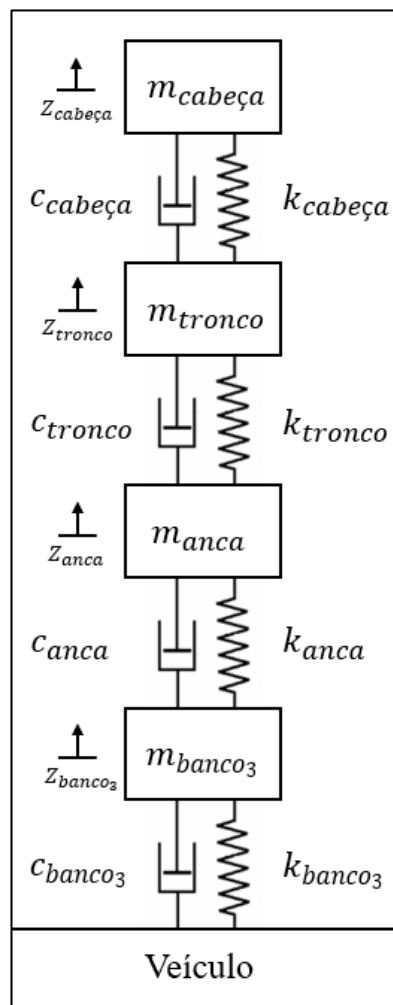 m_cabeça
z_cabeça
c_cabeça k_cabeça
m_tronco
z_tronco
c_tronco k_tronco
m_anca
z_anca
c_anca k_anca
m_banco₃
z_banco₃
c_banco₃ k_banco₃
Veículo